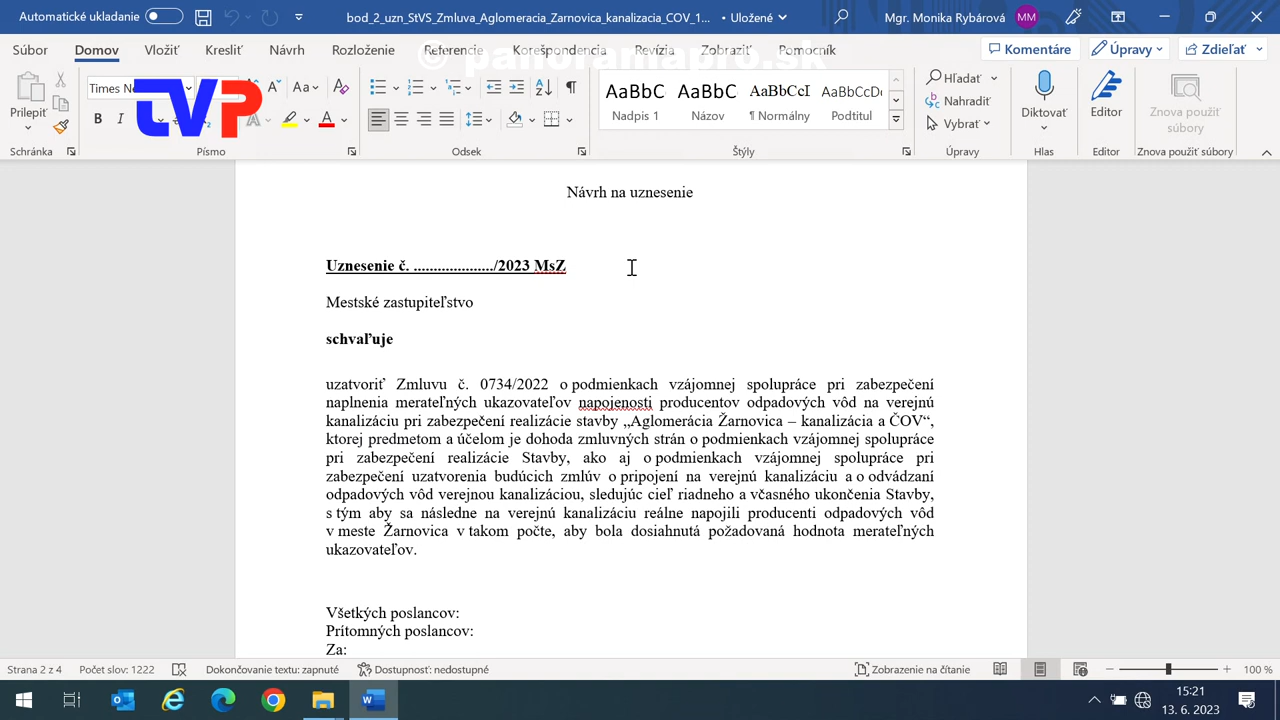 Automatické ukladanie
bod_2_uzn_StVS_Zmluva_Aglomeracia_Zarnovica_kanalizacia_COV_1... • Uložené
Mgr. Monika Rybárová MM
Súbor Domov Vložiť Kresliť Návrh Rozloženie Referencie Korešpondencia Revízia Zobraziť Pomocník
© panoramapro.sk
Komentáre Úpravy Zdieľať
Prilepiť
Times N
TVP
B I
Aa
AaBbC AaBbC AaBbCcI AaBbCcD
Nadpis 1 Názov ¶ Normálny Podtitul
Hľadať
Nahradiť
Vybrať
Diktovať
Editor
Znova použiť súbory
Schránka Písmo Odsek Štýly Úpravy Hlas Editor Znova použiť súbory
Návrh na uznesenie
Uznesenie č. ..................../2023 MsZ
Mestské zastupiteľstvo
schvaľuje
uzatvoriť Zmluvu č. 0734/2022 o podmienkach vzájomnej spolupráce pri zabezpečení
naplnenia merateľných ukazovateľov napojenosti producentov odpadových vôd na verejnú
kanalizáciu pri zabezpečení realizácie stavby „Aglomerácia Žarnovica – kanalizácia a ČOV“,
ktorej predmetom a účelom je dohoda zmluvných strán o podmienkach vzájomnej spolupráce
pri zabezpečení realizácie Stavby, ako aj o podmienkach vzájomnej spolupráce pri
zabezpečení uzatvorenia budúcich zmlúv o pripojení na verejnú kanalizáciu a o odvádzaní
odpadových vôd verejnou kanalizáciou, sledujúc cieľ riadneho a včasného ukončenia Stavby,
s tým aby sa následne na verejnú kanalizáciu reálne napojili producenti odpadových vôd
v meste Žarnovica v takom počte, aby bola dosiahnutá požadovaná hodnota merateľných
ukazovateľov.
Všetkých poslancov:
Prítomných poslancov:
Za:
Strana 2 z 4 Počet slov: 1222 Dokončovanie textu: zapnuté Dostupnosť: nedostupné Zobrazenie na čítanie 100 %
15:21
13. 6. 2023